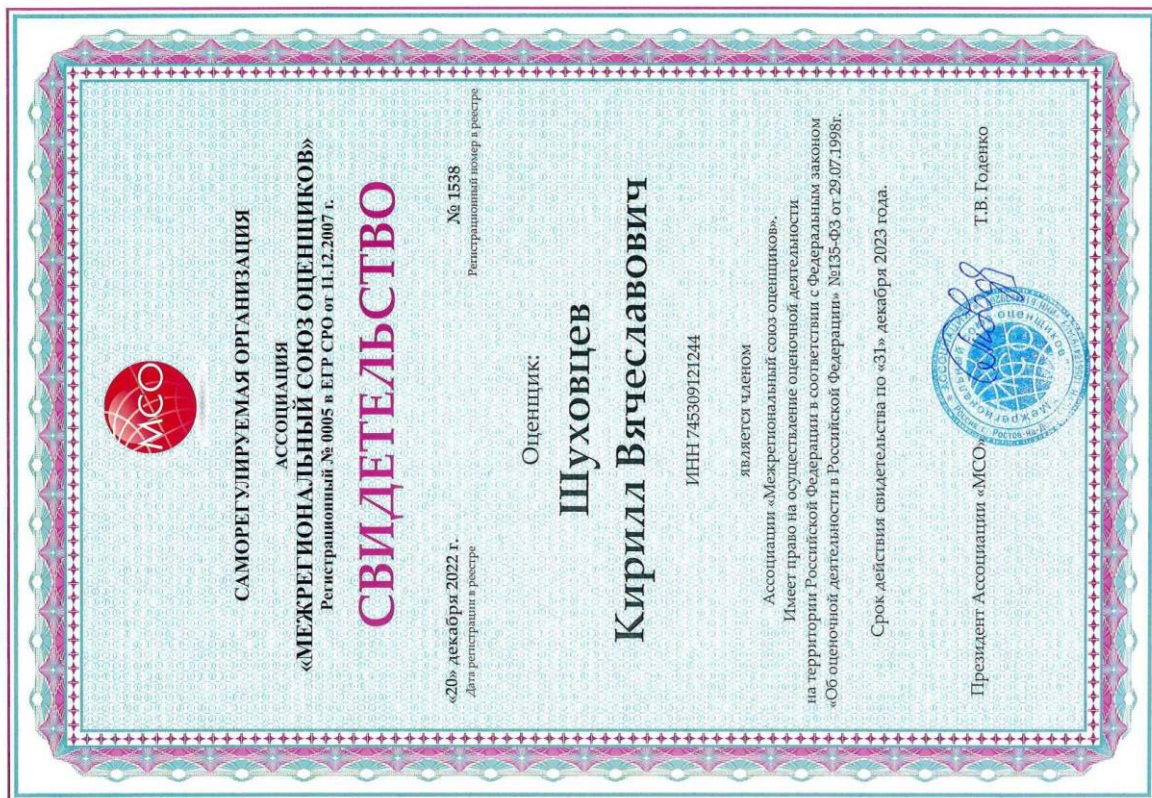 МСО
САМОРЕГУЛИРУЕМАЯ ОРГАНИЗАЦИЯ
АССОЦИАЦИЯ
«МЕЖРЕГИОНАЛЬНЫЙ СОЮЗ ОЦЕНЩИКОВ»
Регистрационный № 0005 в ЕГР СРО от 11.12.2007 г.
СВИДЕТЕЛЬСТВО
«20» декабря 2022 г. № 1538
Дата регистрации в реестре Регистрационный номер в реестре
Оценщик:
Шуховцев
Кирилл Вячеславович
ИНН 745309121244
является членом
Ассоциации «Межрегиональный союз оценщиков».
Имеет право на осуществление оценочной деятельности
на территории Российской Федерации в соответствии с Федеральным законом
«Об оценочной деятельности в Российской Федерации» №135-ФЗ от 29.07.1998г.
Срок действия свидетельства по «31» декабря 2023 года.
Президент Ассоциации «МСО» Т.В. Годенко